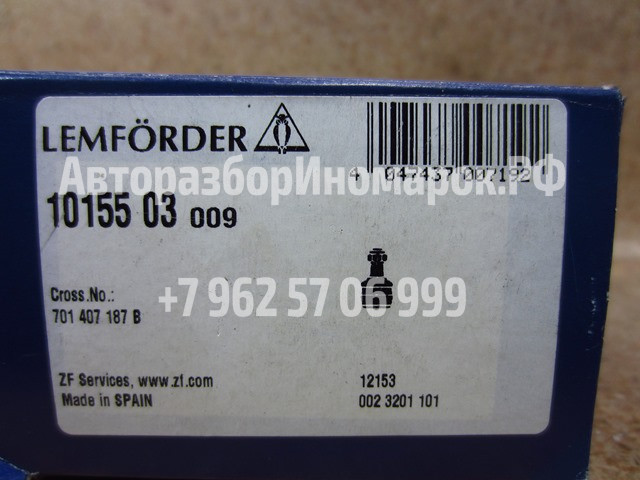 LEMFÖRDER
4 047437 007192
АвторазборИномарок.РФ
10155 03 009
+7 962 57 06 999
Cross.No.:
701 407 187 B
ZF Services, www.zf.com
Made in SPAIN
12153
002 3201 101